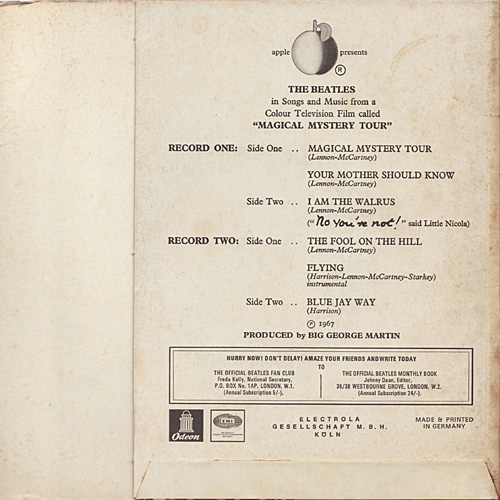 apple presents
®
THE BEATLES
in Songs and Music from a
Colour Television Film called
"MAGICAL MYSTERY TOUR"
RECORD ONE: Side One .. MAGICAL MYSTERY TOUR
(Lennon-McCartney)
YOUR MOTHER SHOULD KNOW
(Lennon-McCartney)
Side Two .. I AM THE WALRUS
(Lennon-McCartney)
("No you're not!" said Little Nicola)
RECORD TWO: Side One .. THE FOOL ON THE HILL
(Lennon-McCartney)
FLYING
(Harrison-Lennon-McCartney-Starkey)
instrumental
Side Two .. BLUE JAY WAY
(Harrison)
℗ 1967
PRODUCED by BIG GEORGE MARTIN
HURRY NOW! DON'T DELAY! AMAZE YOUR FRIENDS AND WRITE TODAY
TO
THE OFFICIAL BEATLES FAN CLUB
Freda Kelly, National Secretary,
P.O. BOX No. 1AP, LONDON, W.1.
(Annual Subscription 5/-).
THE OFFICIAL BEATLES MONTHLY BOOK
Johnny Dean, Editor,
36/38 WESTBOURNE GROVE, LONDON, W.2.
(Annual Subscription 24/-).
Odeon
EMI
ELECTROLA
GESELLSCHAFT M.B.H.
KÖLN
MADE & PRINTED
IN GERMANY